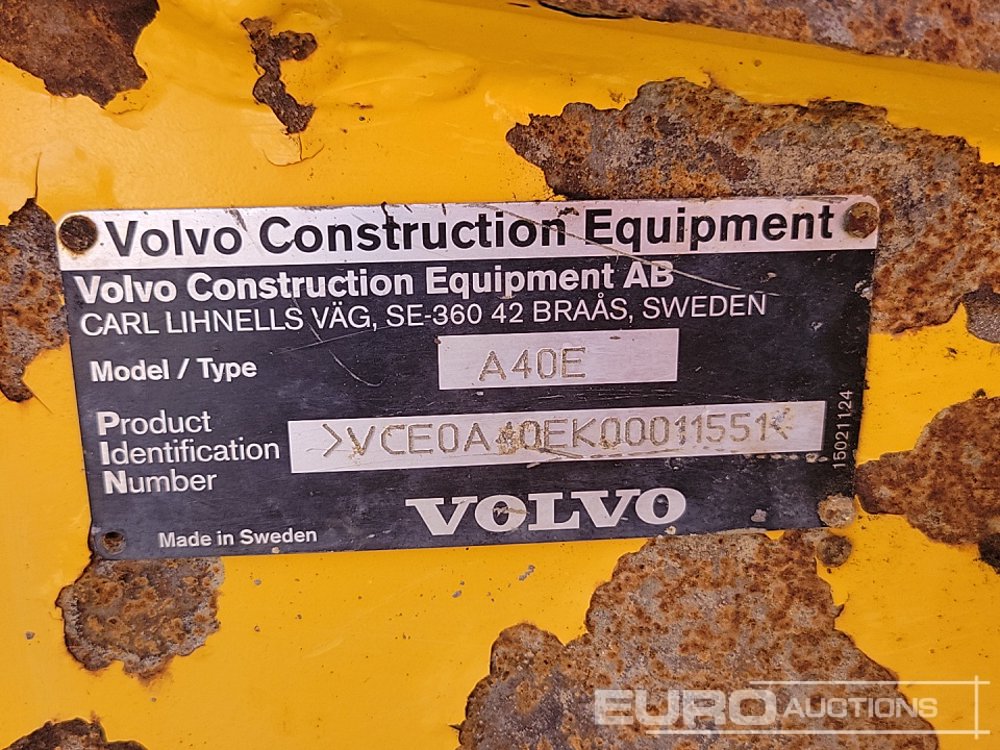 Volvo Construction Equipment
Volvo Construction Equipment AB
CARL LIHNELLS VÄG, SE-360 42 BRAÅS, SWEDEN
Model / Type A40E
Product
Identification
Number
>VCE0A40EK00011551<
15021124
VOLVO
Made in Sweden
EURO AUCTIONS